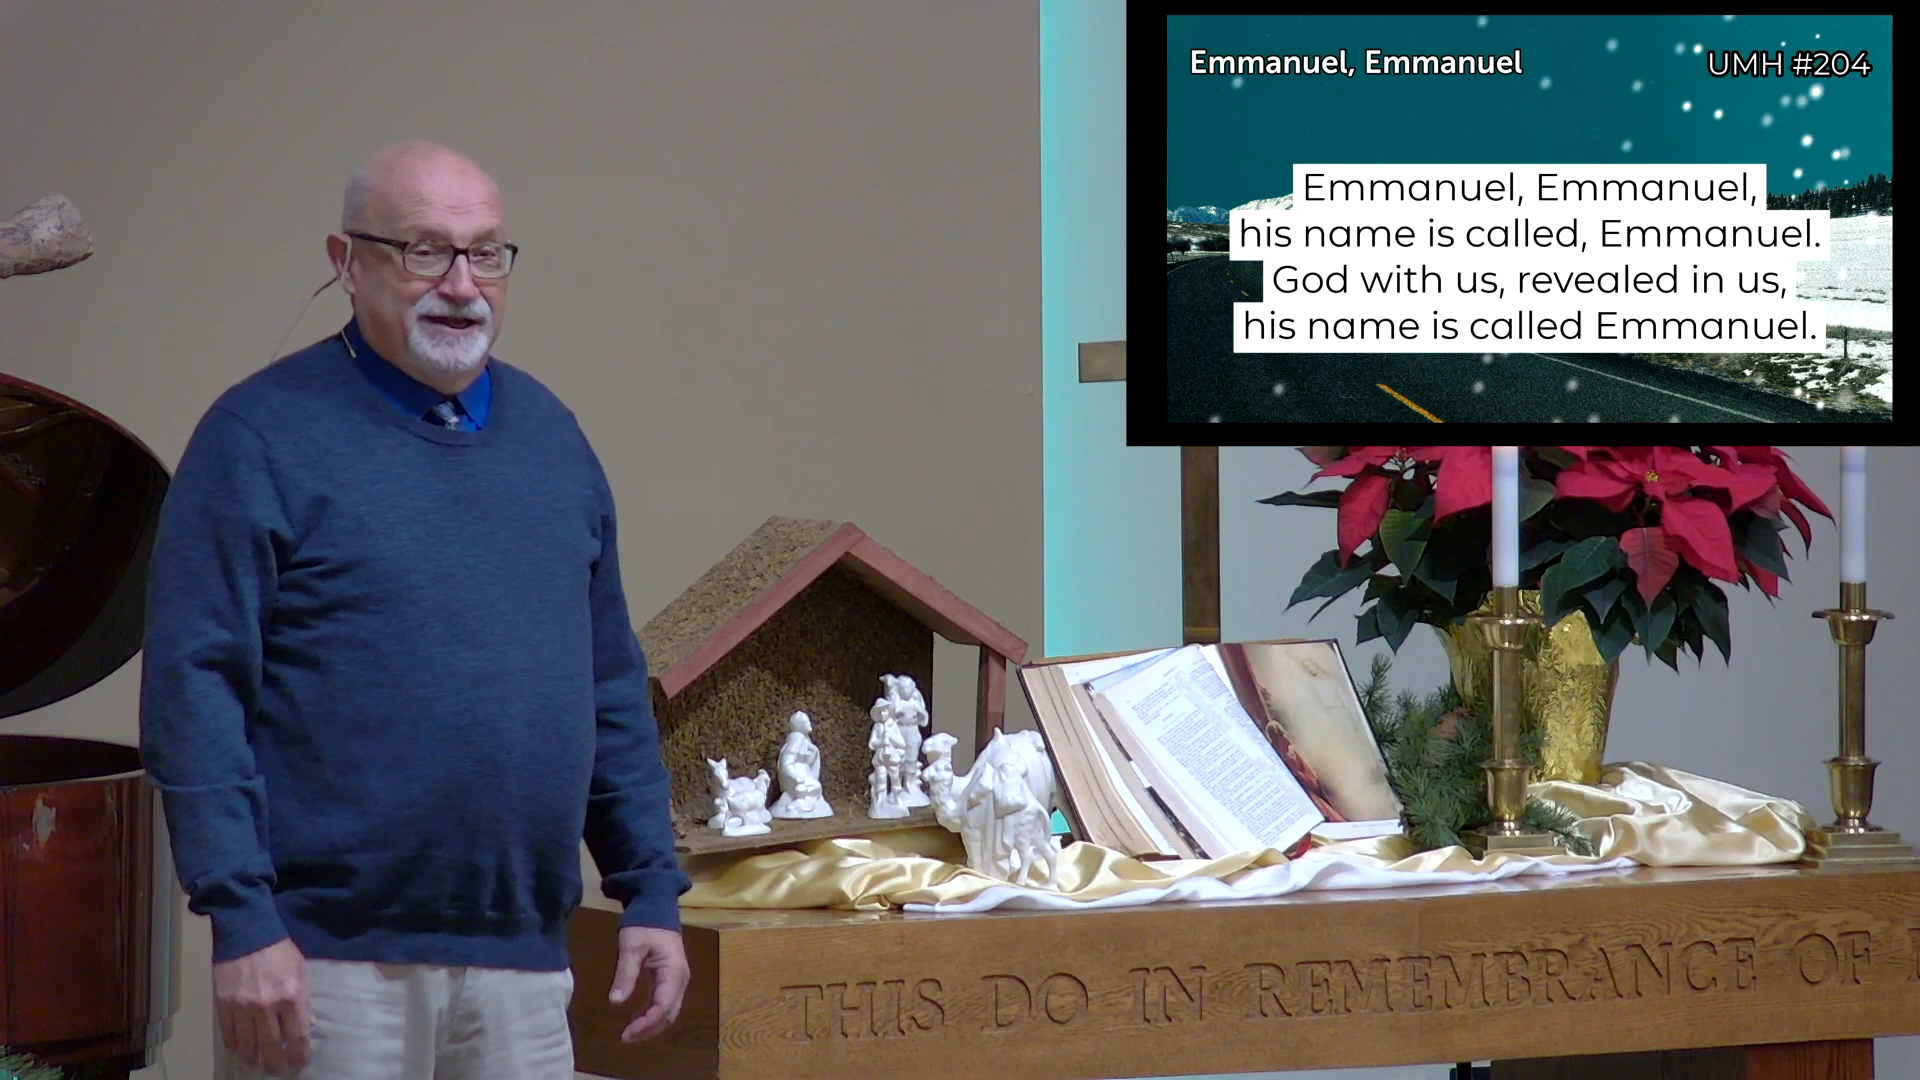 Emmanuel, Emmanuel
UMH #204
Emmanuel, Emmanuel,
his name is called, Emmanuel.
God with us, revealed in us,
his name is called Emmanuel.
THIS DO IN REMEMBRANCE OF